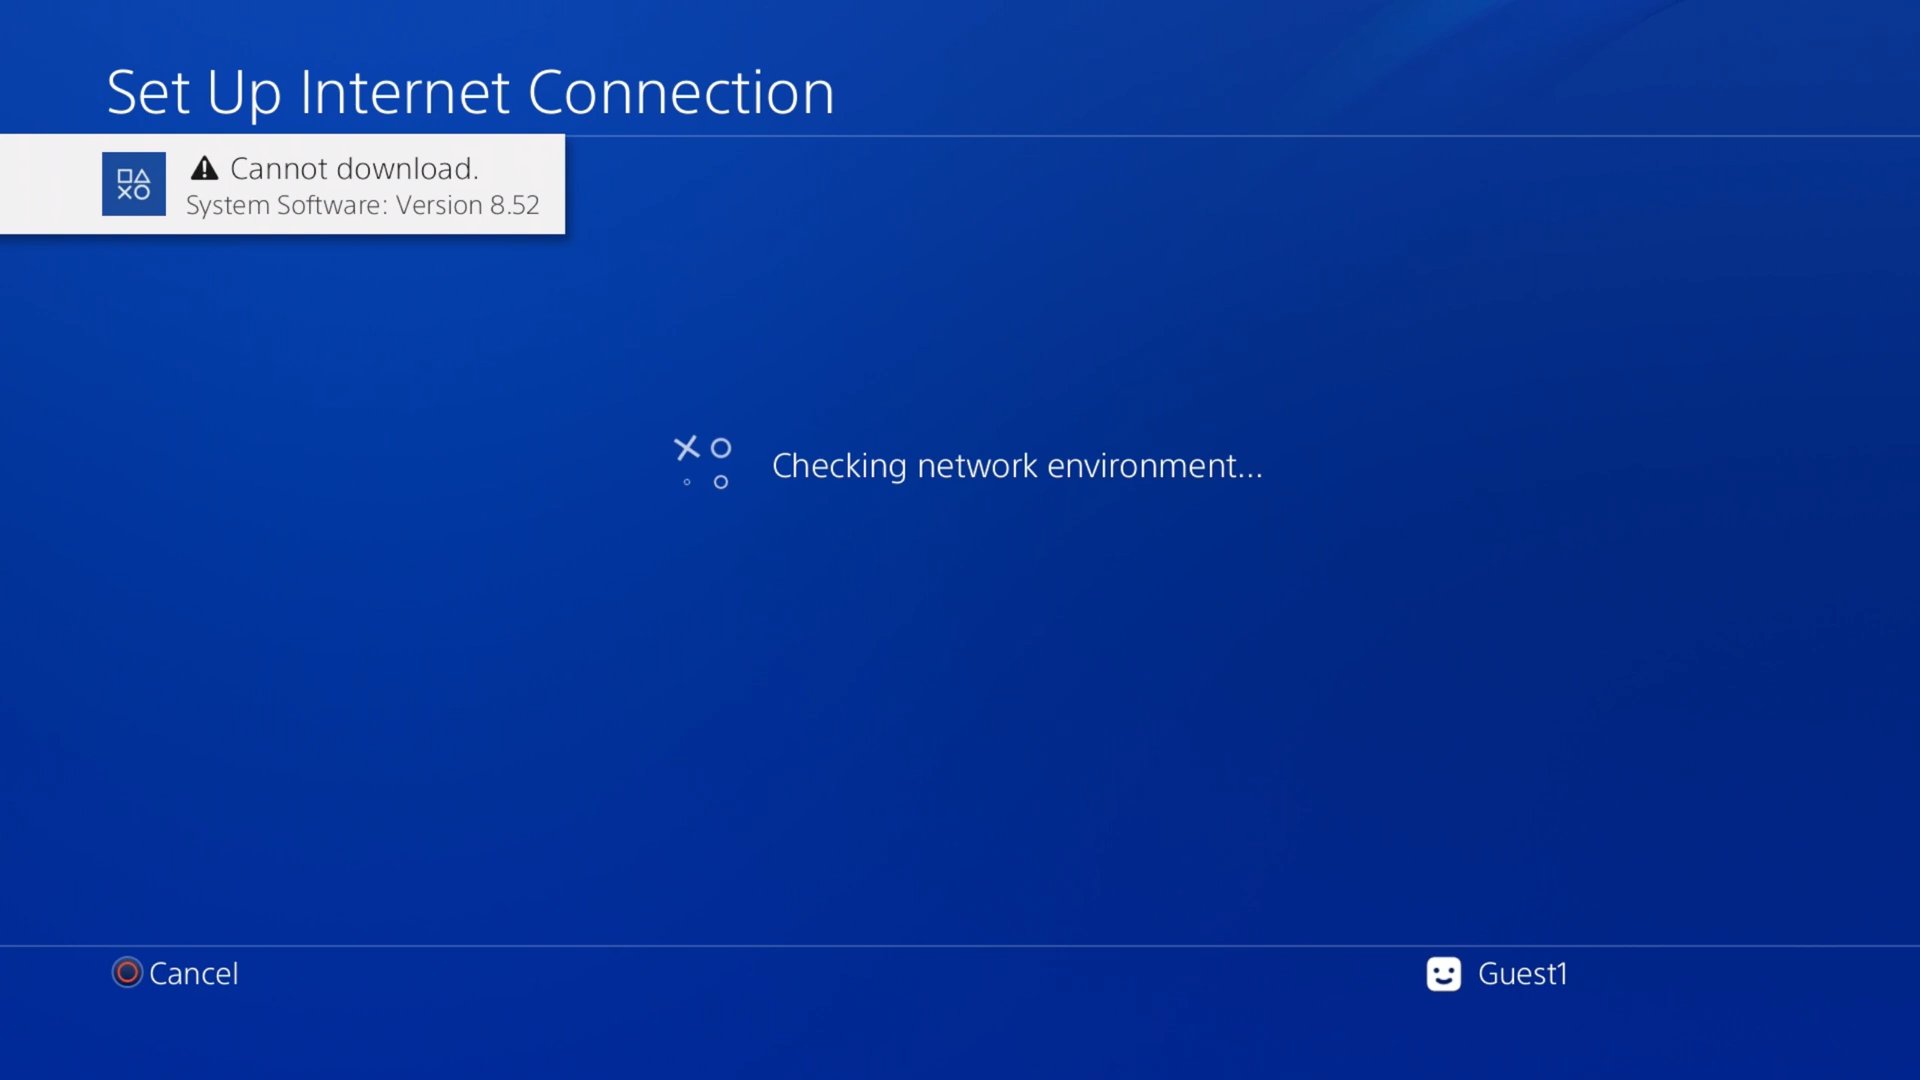 Set Up Internet Connection
Cannot download.
System Software: Version 8.52
Checking network environment...
Cancel
Guest1